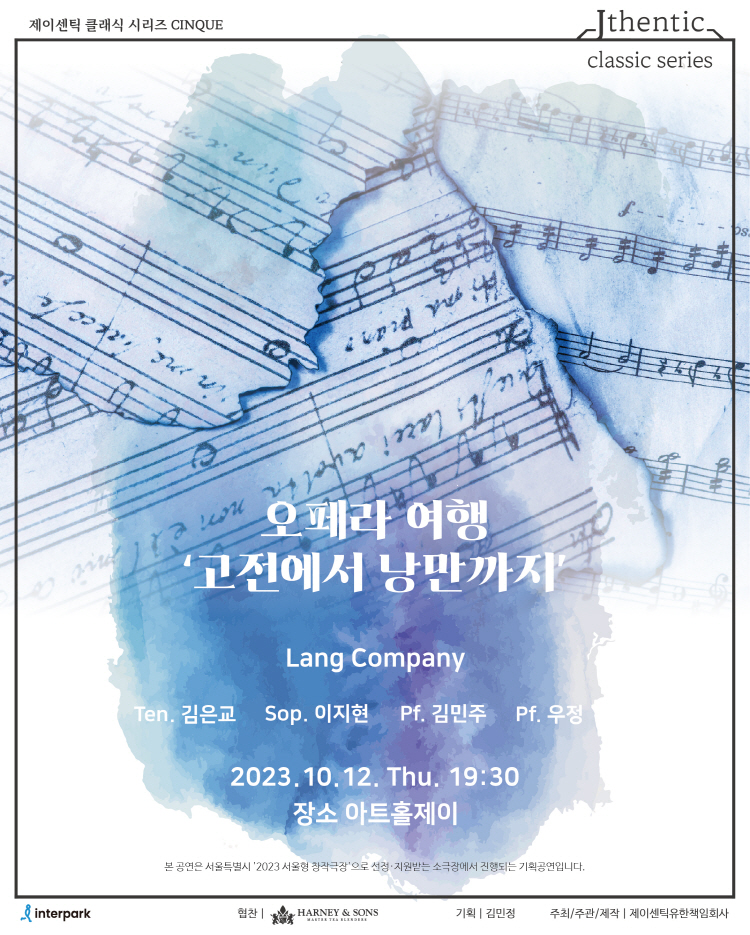 제이센틱 클래식 시리즈 CINQUE
Jthentic
classic series
오페라 여행
‘고전에서 낭만까지’
Lang Company
Ten. 김은교 Sop. 이지현 Pf. 김민주 Pf. 우정
2023.10.12. Thu. 19:30
장소 아트홀제이
본 공연은 서울특별시 '2023 서울형 창작극장'으로 선정·지원받는 소극장에서 진행되는 기획공연입니다.
interpark
협찬 | HARNEY & SONS
MASTER TEA BLENDERS
기획 | 김민정
주최/주관/제작 | 제이센틱유한책임회사